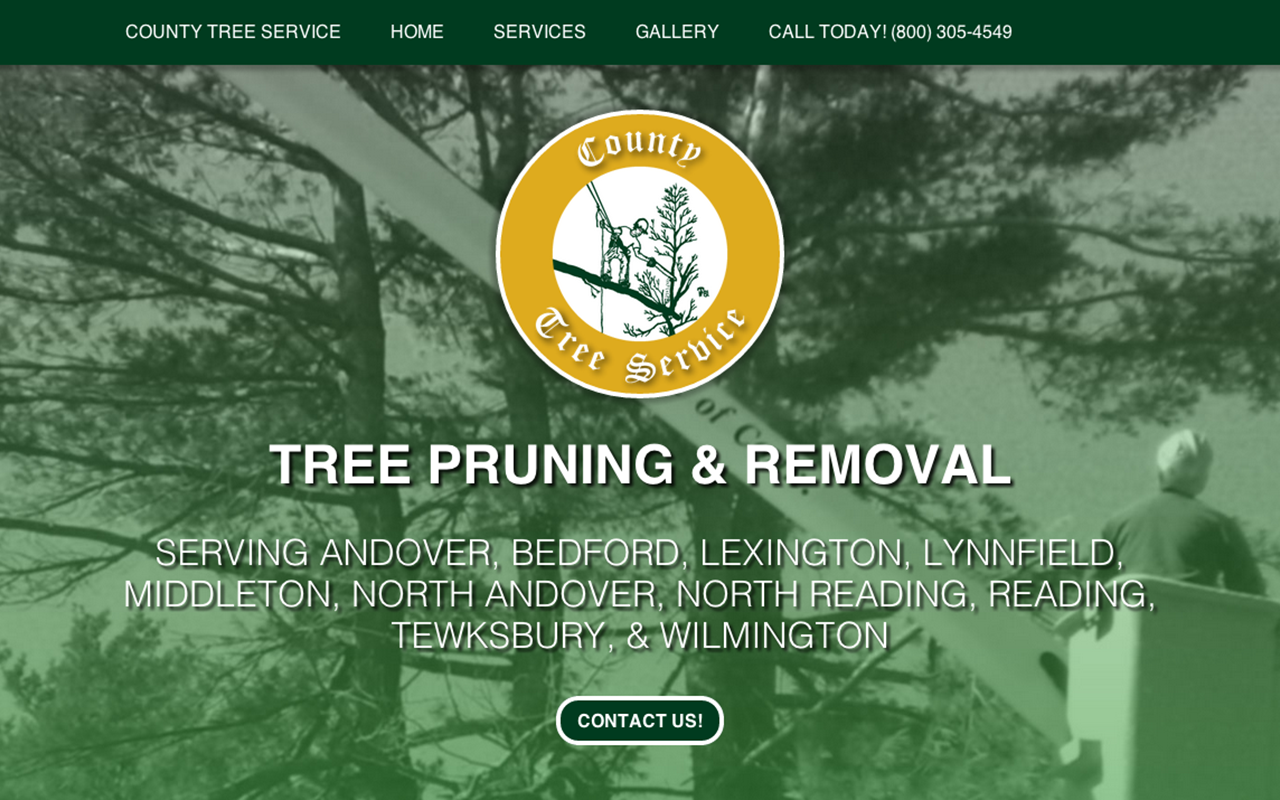 COUNTY TREE SERVICE HOME SERVICES GALLERY CALL TODAY! (800) 305-4549
County
Tree Service
of C
TREE PRUNING & REMOVAL
SERVING ANDOVER, BEDFORD, LEXINGTON, LYNNFIELD,
MIDDLETON, NORTH ANDOVER, NORTH READING, READING,
TEWKSBURY, & WILMINGTON
CONTACT US!